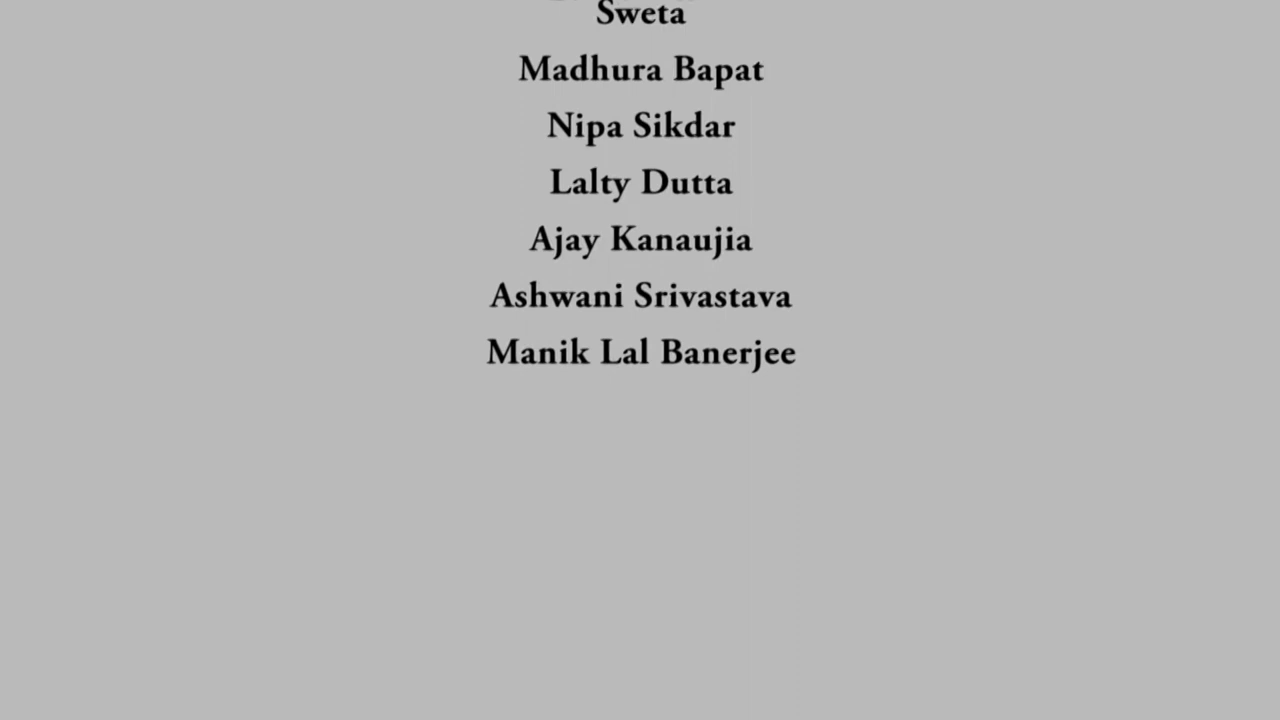 Sweta
Madhura Bapat
Nipa Sikdar
Lalty Dutta
Ajay Kanaujia
Ashwani Srivastava
Manik Lal Banerjee